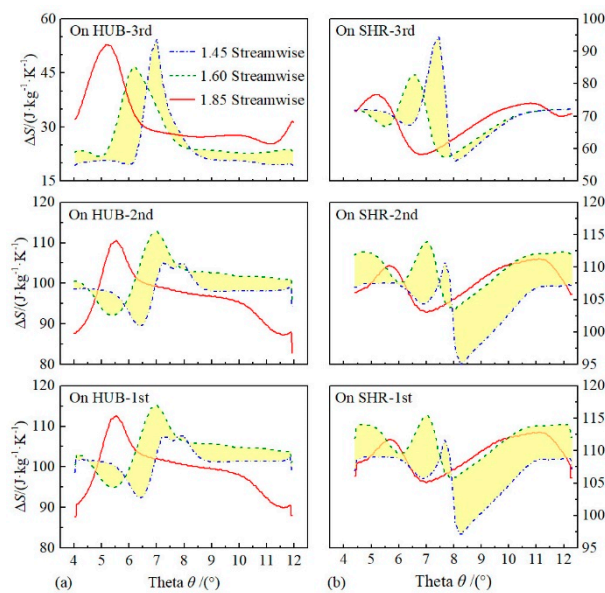 On HUB-3rd
On SHR-3rd
1.45 Streamwise
1.60 Streamwise
1.85 Streamwise
ΔS/(J·kg⁻¹·K⁻¹)
60
45
30
15
100
90
80
70
60
50
On HUB-2nd
On SHR-2nd
ΔS/(J·kg⁻¹·K⁻¹)
120
110
100
90
80
115
110
105
100
95
On HUB-1st
On SHR-1st
ΔS/(J·kg⁻¹·K⁻¹)
120
110
100
90
80
120
115
110
105
100
95
90
4 5 6 7 8 9 10 11 12
4 5 6 7 8 9 10 11 12
(a) Theta θ /(°)
(b) Theta θ /(°)